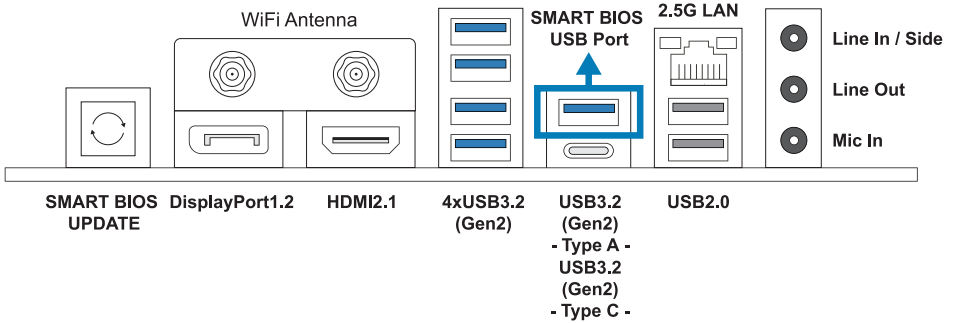 WiFi Antenna
SMART BIOS
USB Port
2.5G LAN
Line In / Side
Line Out
Mic In
SMART BIOS
UPDATE
DisplayPort1.2
HDMI2.1
4xUSB3.2
(Gen2)
USB3.2
(Gen2)
- Type A -
USB3.2
(Gen2)
- Type C -
USB2.0